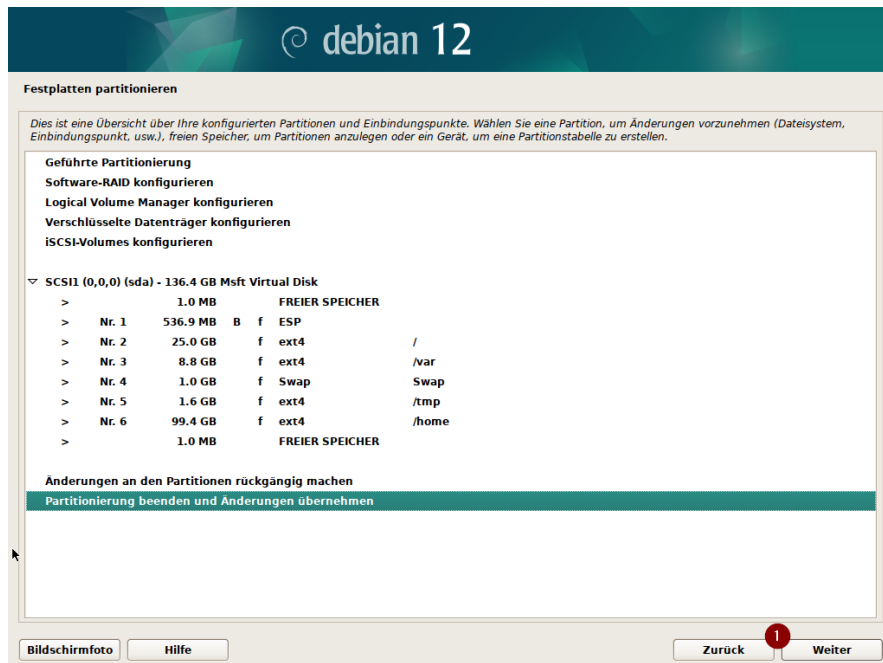 debian 12
Festplatten partitionieren
Dies ist eine Übersicht über Ihre konfigurierten Partitionen und Einbindungspunkte. Wählen Sie eine Partition, um Änderungen vorzunehmen (Dateisystem,
Einbindungspunkt, usw.), freien Speicher, um Partitionen anzulegen oder ein Gerät, um eine Partitionstabelle zu erstellen.
Geführte Partitionierung
Software-RAID konfigurieren
Logical Volume Manager konfigurieren
Verschlüsselte Datenträger konfigurieren
iSCSI-Volumes konfigurieren
SCSI1 (0,0,0) (sda) - 136.4 GB Msft Virtual Disk
> 1.0 MB FREIER SPEICHER
> Nr. 1 536.9 MB B f ESP
> Nr. 2 25.0 GB f ext4 /
> Nr. 3 8.8 GB f ext4 /var
> Nr. 4 1.0 GB f Swap Swap
> Nr. 5 1.6 GB f ext4 /tmp
> Nr. 6 99.4 GB f ext4 /home
> 1.0 MB FREIER SPEICHER
Änderungen an den Partitionen rückgängig machen
Partitionierung beenden und Änderungen übernehmen
1
Bildschirmfoto Hilfe Zurück Weiter